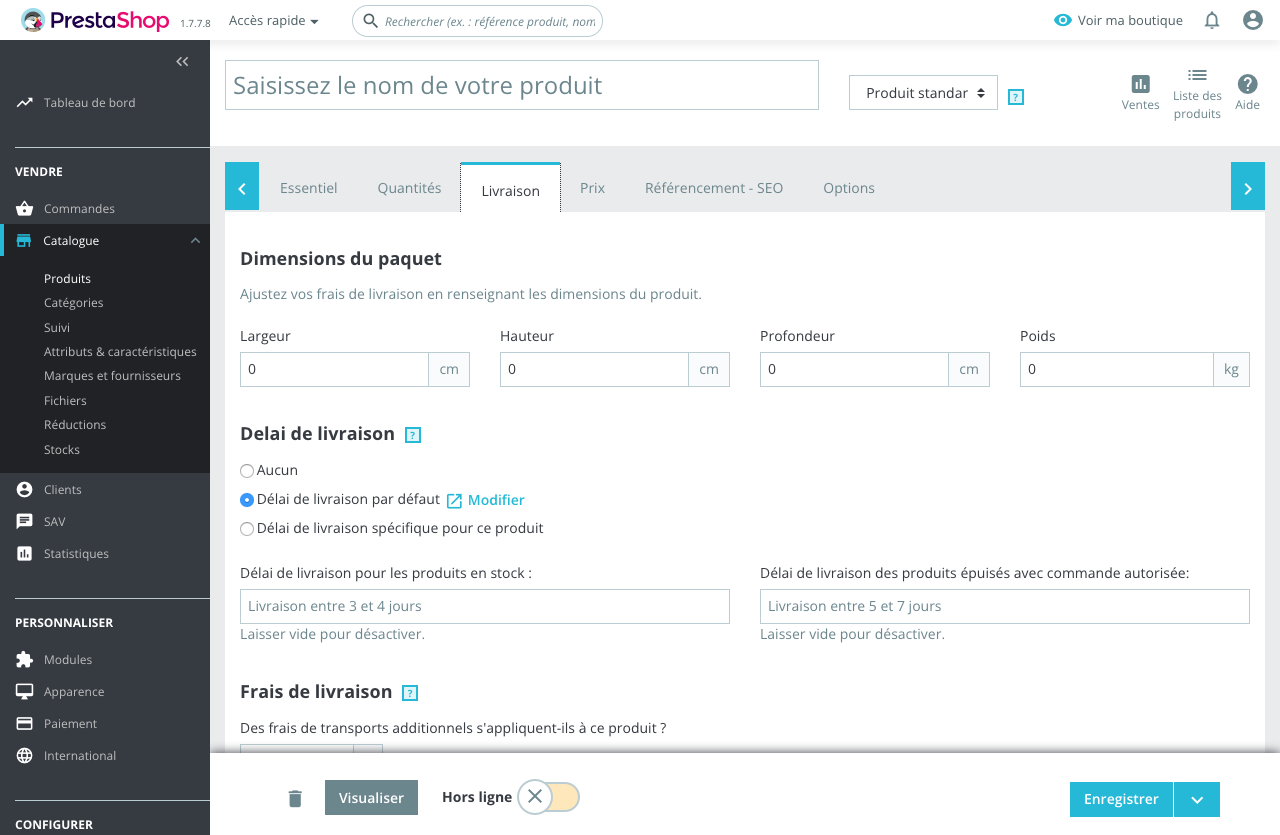 PrestaShop 1.7.7.8 Accès rapide Rechercher (ex. : référence produit, nom Voir ma boutique
Tableau de bord
VENDRE
Commandes
Catalogue
Produits
Catégories
Suivi
Attributs & caractéristiques
Marques et fournisseurs
Fichiers
Réductions
Stocks
Clients
SAV
Statistiques
PERSONNALISER
Modules
Apparence
Paiement
International
CONFIGURER
Saisissez le nom de votre produit
Produit standar
?
Ventes
Liste des
produits
Aide
Essentiel Quantités Livraison Prix Référencement - SEO Options
Dimensions du paquet
Ajustez vos frais de livraison en renseignant les dimensions du produit.
Largeur Hauteur Profondeur Poids
0 cm 0 cm 0 cm 0 kg
Delai de livraison ?
Aucun
Délai de livraison par défaut Modifier
Délai de livraison spécifique pour ce produit
Délai de livraison pour les produits en stock : Délai de livraison des produits épuisés avec commande autorisée:
Livraison entre 3 et 4 jours Livraison entre 5 et 7 jours
Laisser vide pour désactiver. Laisser vide pour désactiver.
Frais de livraison ?
Des frais de transports additionnels s'appliquent-ils à ce produit ?
Visualiser Hors ligne Enregistrer